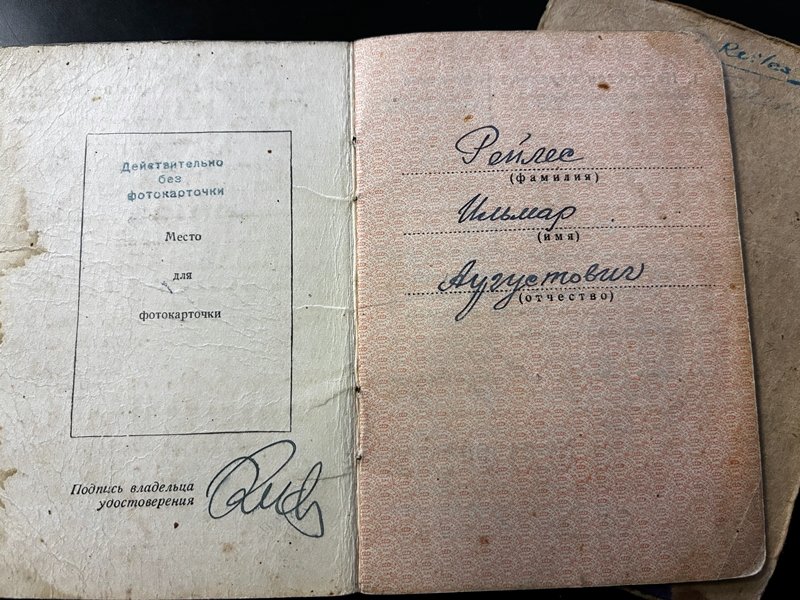 Действительно
без
фотокарточки
Место
для
фотокарточки
Подпись владельца
удостоверения
Рейлес
(фамилия)
Ильмар
(имя)
Аугустович
(отчество)